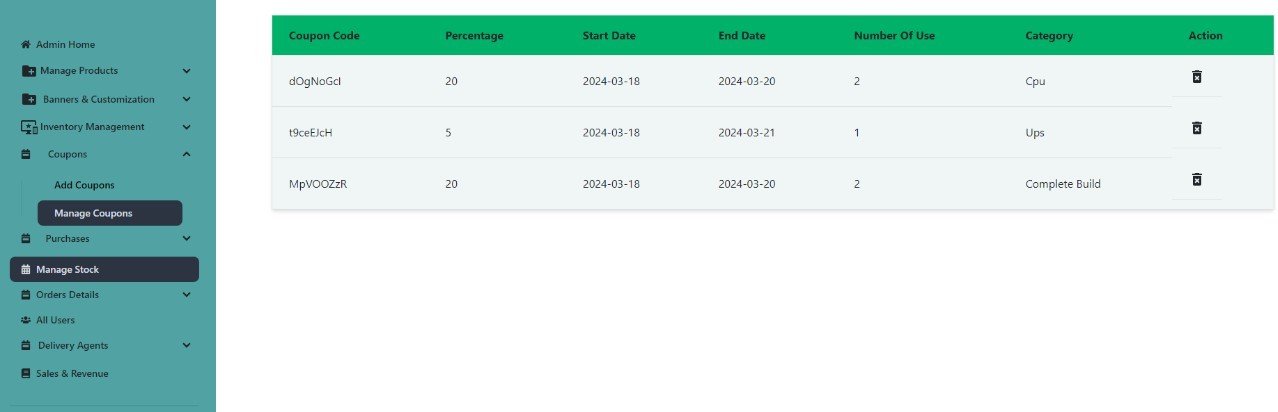 Admin Home
Manage Products
Banners & Customization
Inventory Management
Coupons
Add Coupons
Manage Coupons
Purchases
Manage Stock
Orders Details
All Users
Delivery Agents
Sales & Revenue
Coupon Code Percentage Start Date End Date Number Of Use Category Action
dOgNoGcI 20 2024-03-18 2024-03-20 2 Cpu
t9ceEJcH 5 2024-03-18 2024-03-21 1 Ups
MpVOOZzR 20 2024-03-18 2024-03-20 2 Complete Build